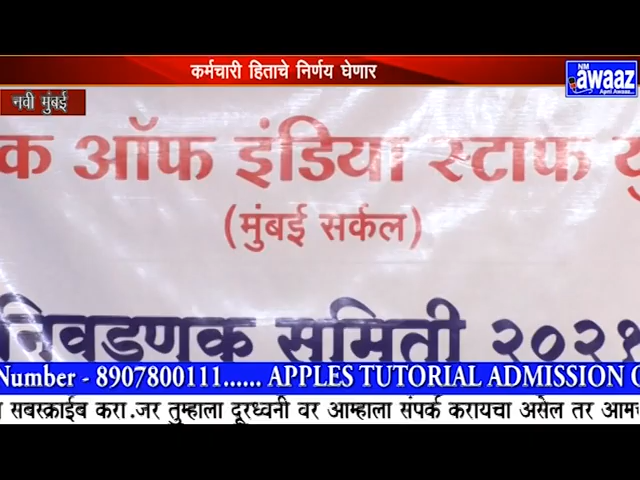 कर्मचारी हिताचे निर्णय घेणार
NM
awaaz
Apni Awaaz...
नवी मुंबई
क ऑफ इंडिया स्टाफ यु
(मुंबई सर्कल)
निवडणूक समिती २०२१
Number - 8907800111...... APPLES TUTORIAL ADMISSION
सबस्क्राईब करा.जर तुम्हाला दूरध्वनी वर आम्हाला संपर्क करायचा असेल तर आम